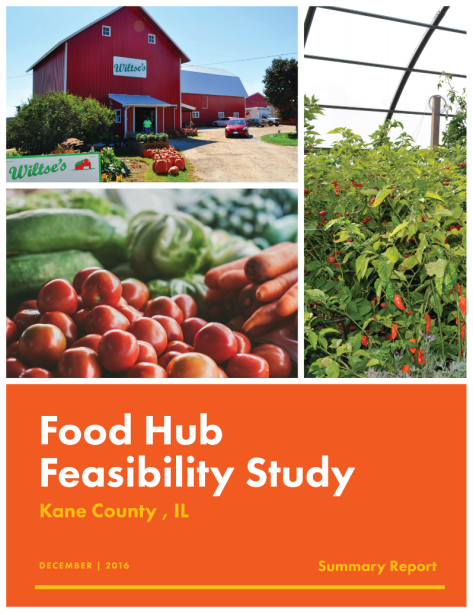 Wiltse's
Wiltse's
Food Hub
Feasibility Study
Kane County , IL
DECEMBER | 2016
Summary Report